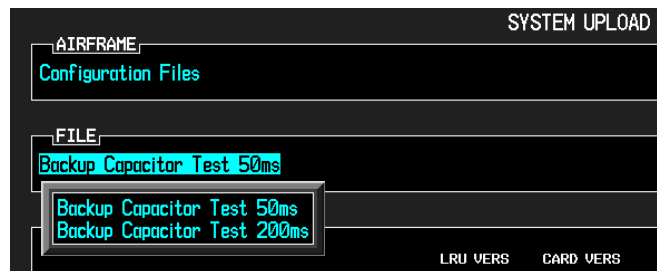 SYSTEM UPLOAD
AIRFRAME
Configuration Files
FILE
Backup Capacitor Test 50ms
Backup Capacitor Test 50ms
Backup Capacitor Test 200ms
LRU VERS CARD VERS